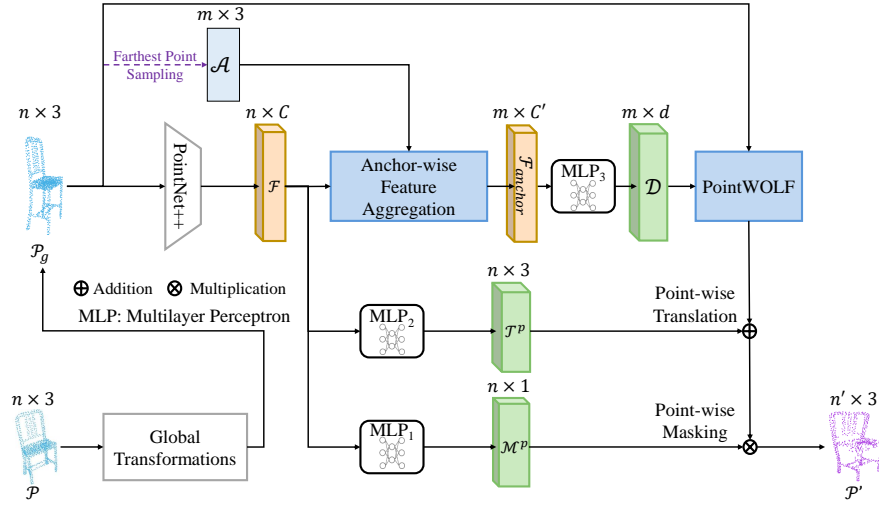 m × 3
Farthest Point
Sampling
𝒜
n × 3
n × C
m × C′
m × d
PointNet++
ℱ
Anchor-wise
Feature
Aggregation
ℱanchor
MLP₃
𝒟
PointWOLF
𝒫g
⊕ Addition ⊗ Multiplication
MLP: Multilayer Perceptron
n × 3
MLP₂
𝒯ᵖ
Point-wise
Translation
n × 3
Global
Transformations
𝒫
n × 1
MLP₁
ℳᵖ
Point-wise
Masking
n′ × 3
𝒫'